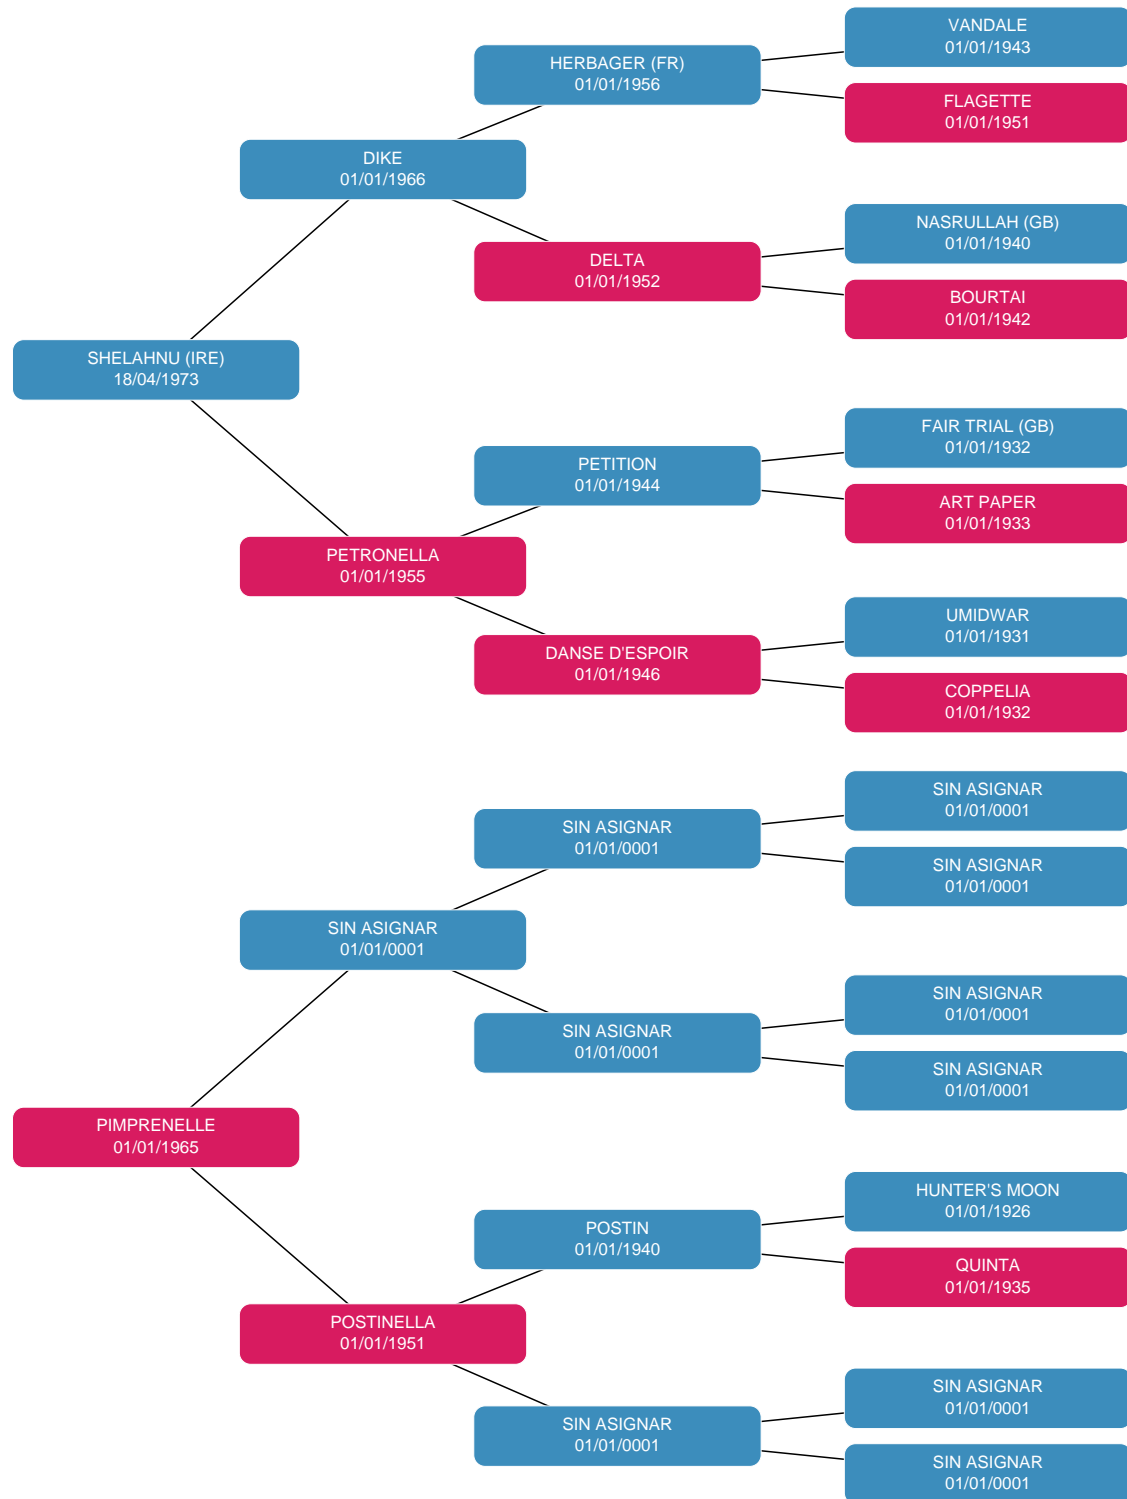 VANDALE
01/01/1943
HERBAGER (FR)
01/01/1956
FLAGETTE
01/01/1951
DIKE
01/01/1966
NASRULLAH (GB)
01/01/1940
DELTA
01/01/1952
BOURTAI
01/01/1942
SHELAHNU (IRE)
18/04/1973
FAIR TRIAL (GB)
01/01/1932
PETITION
01/01/1944
ART PAPER
01/01/1933
PETRONELLA
01/01/1955
UMIDWAR
01/01/1931
DANSE D'ESPOIR
01/01/1946
COPPELIA
01/01/1932
SIN ASIGNAR
01/01/0001
SIN ASIGNAR
01/01/0001
SIN ASIGNAR
01/01/0001
SIN ASIGNAR
01/01/0001
SIN ASIGNAR
01/01/0001
SIN ASIGNAR
01/01/0001
SIN ASIGNAR
01/01/0001
PIMPRENELLE
01/01/1965
HUNTER'S MOON
01/01/1926
POSTIN
01/01/1940
QUINTA
01/01/1935
POSTINELLA
01/01/1951
SIN ASIGNAR
01/01/0001
SIN ASIGNAR
01/01/0001
SIN ASIGNAR
01/01/0001